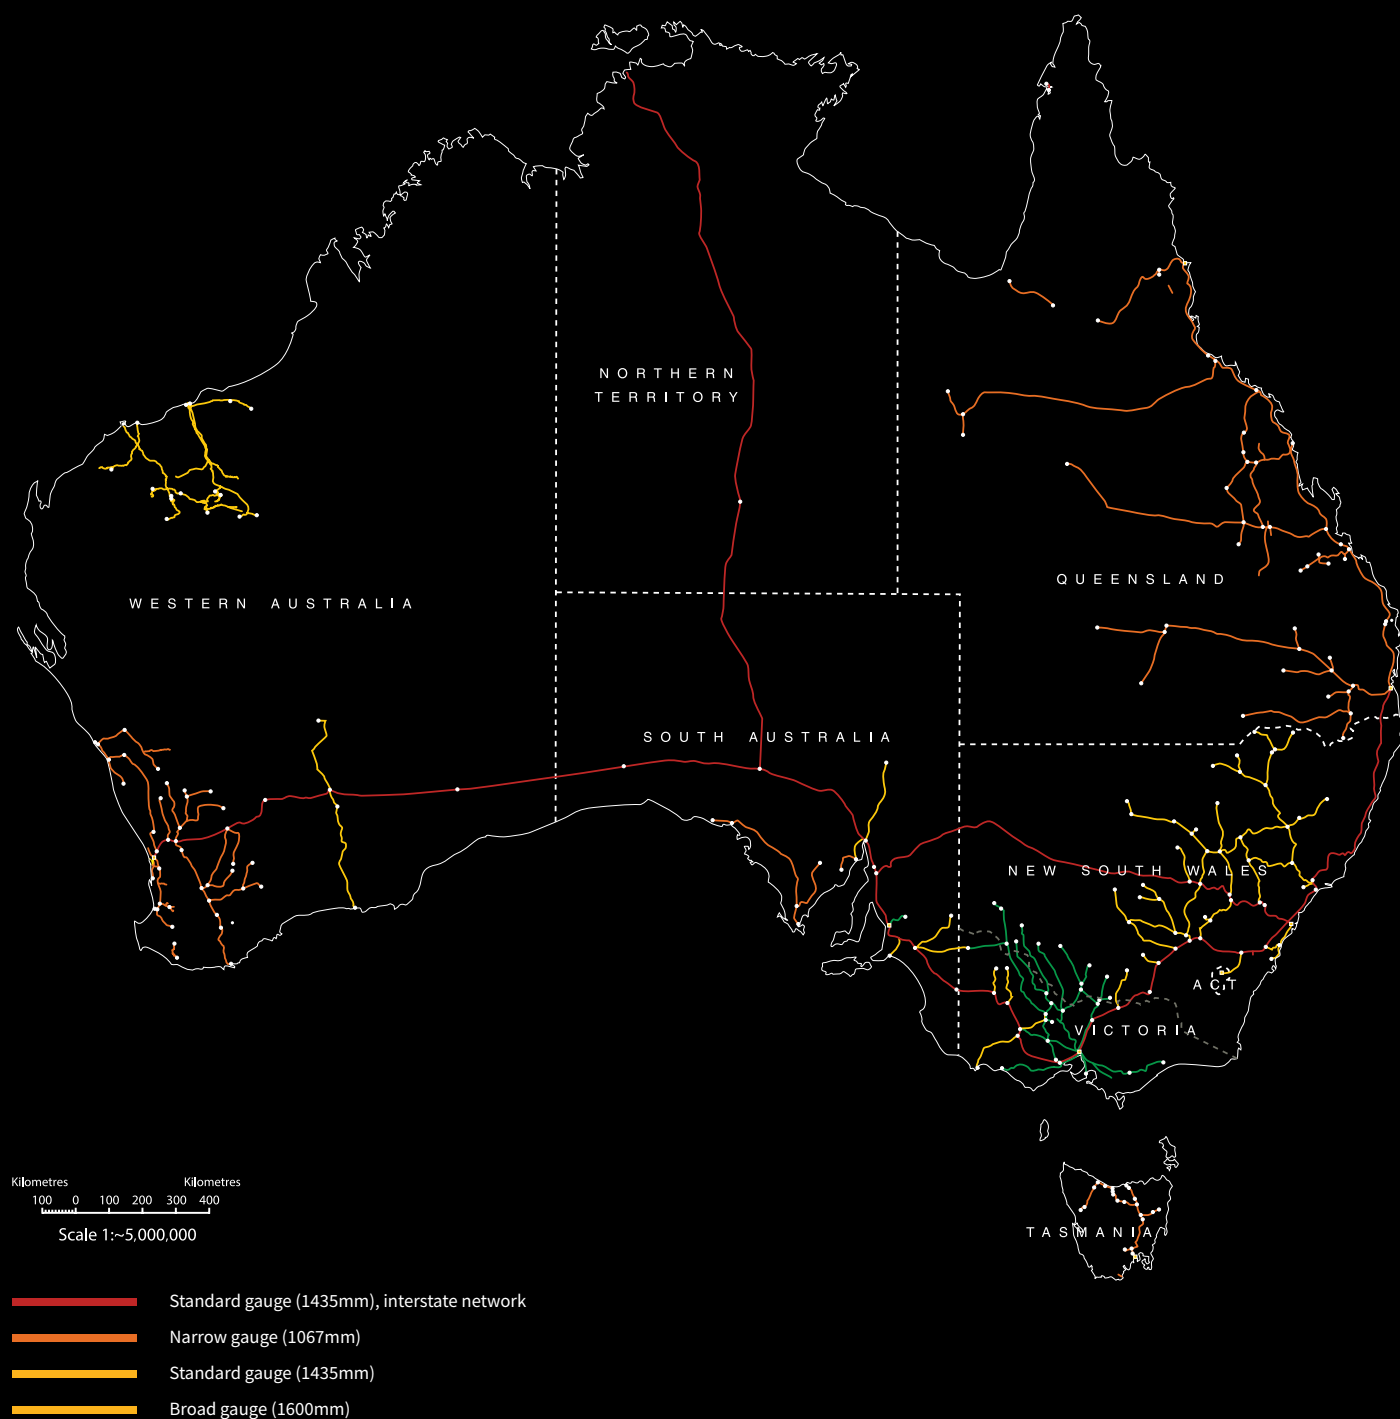 NORTHERN
TERRITORY
QUEENSLAND
WESTERN AUSTRALIA
SOUTH AUSTRALIA
NEW SOUTH WALES
ACT
VICTORIA
TASMANIA
Kilometres Kilometres
100 0 100 200 300 400
Scale 1:~5,000,000
Standard gauge (1435mm), interstate network
Narrow gauge (1067mm)
Standard gauge (1435mm)
Broad gauge (1600mm)